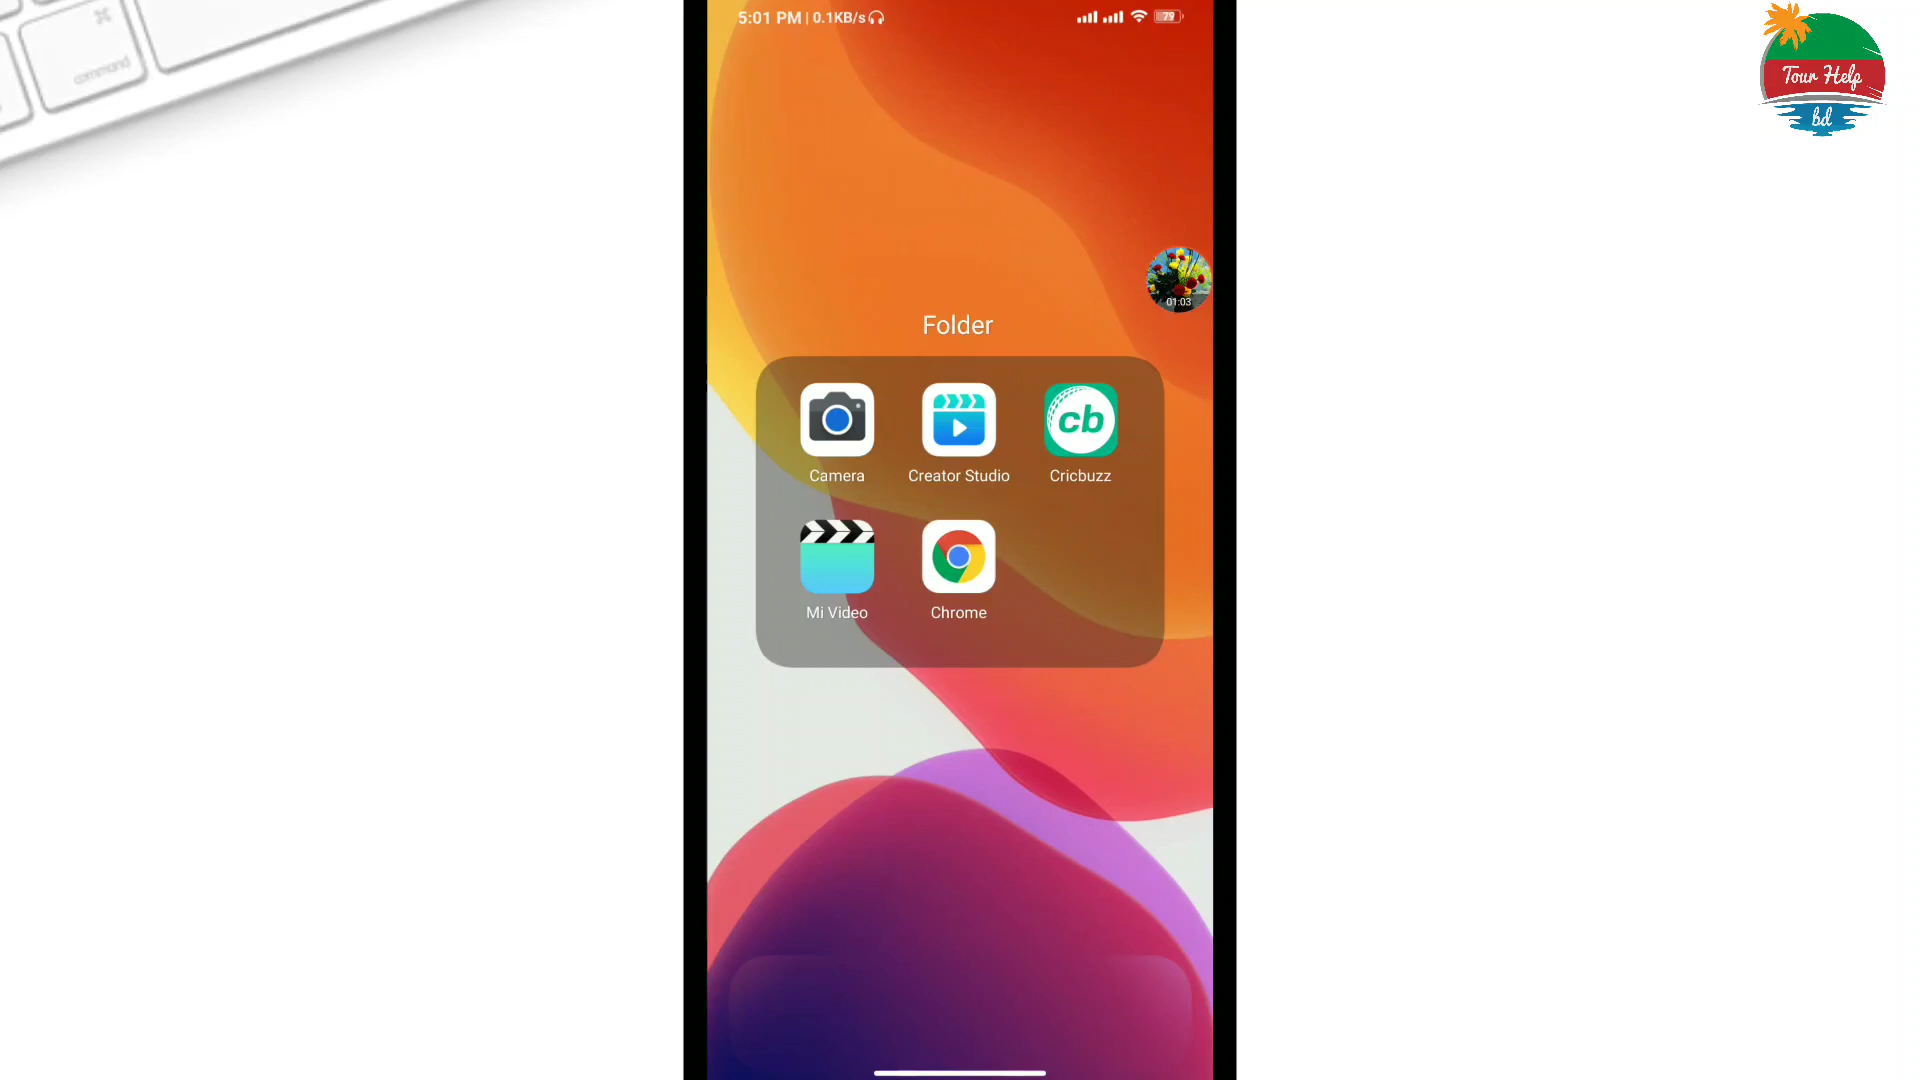 command
5:01 PM | 0.1KB/s
79
Tour Help
bd
01:03
Folder
cb
Camera
Creator Studio
Cricbuzz
Mi Video
Chrome